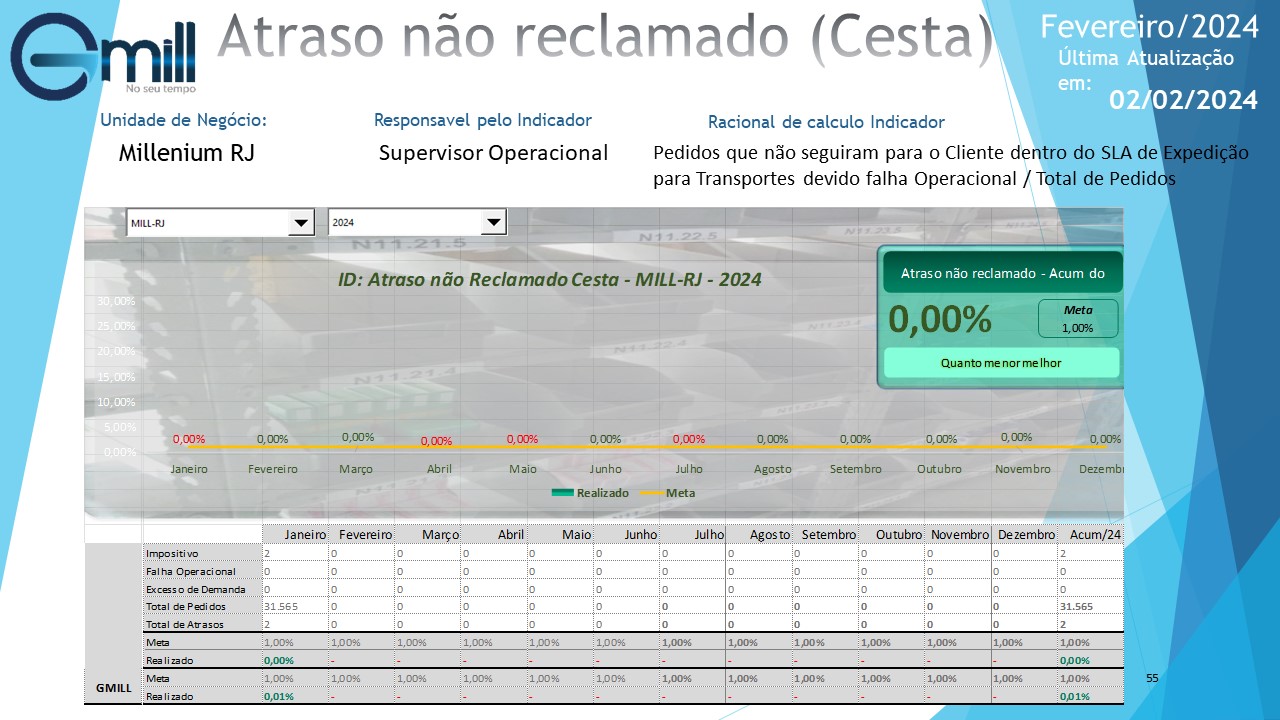 Gmill
No seu tempo
Atraso não reclamado (Cesta)
Fevereiro/2024
Última Atualização
em:
02/02/2024
Unidade de Negócio:
Responsavel pelo Indicador
Racional de calculo Indicador
Millenium RJ
Supervisor Operacional
Pedidos que não seguiram para o Cliente dentro do SLA de Expedição
para Transportes devido falha Operacional / Total de Pedidos
MILL-RJ
2024
N11.21.5
N11.22.5
ID: Atraso não Reclamado Cesta - MILL-RJ - 2024
Atraso não reclamado - Acum do
0,00%
Meta
1,00%
Quanto menor melhor
30,00%
25,00%
20,00%
15,00%
10,00%
5,00%
0,00%
N11.22.4
N11.21.4
0,00% 0,00% 0,00% 0,00% 0,00% 0,00% 0,00% 0,00% 0,00% 0,00% 0,00% 0,00%
Janeiro Fevereiro Março Abril Maio Junho Julho Agosto Setembro Outubro Novembro Dezemb
Realizado Meta
Janeiro Fevereiro Março Abril Maio Junho Julho Agosto Setembro Outubro Novembro Dezembro Acum/24
Impositivo 2 0 0 0 0 0 0 0 0 0 0 0 2
Falha Operacional 0 0 0 0 0 0 0 0 0 0 0 0 0
Excesso de Demanda 0 0 0 0 0 0 0 0 0 0 0 0 0
Total de Pedidos 31.565 0 0 0 0 0 0 0 0 0 0 0 31.565
Total de Atrasos 2 0 0 0 0 0 0 0 0 0 0 0 2
Meta 1,00% 1,00% 1,00% 1,00% 1,00% 1,00% 1,00% 1,00% 1,00% 1,00% 1,00% 1,00% 1,00%
Realizado 0,00% - - - - - - - - - - - 0,00%
GMILL
Meta 1,00% 1,00% 1,00% 1,00% 1,00% 1,00% 1,00% 1,00% 1,00% 1,00% 1,00% 1,00% 1,00%
Realizado 0,01% - - - - - - - - - - - 0,01%
55